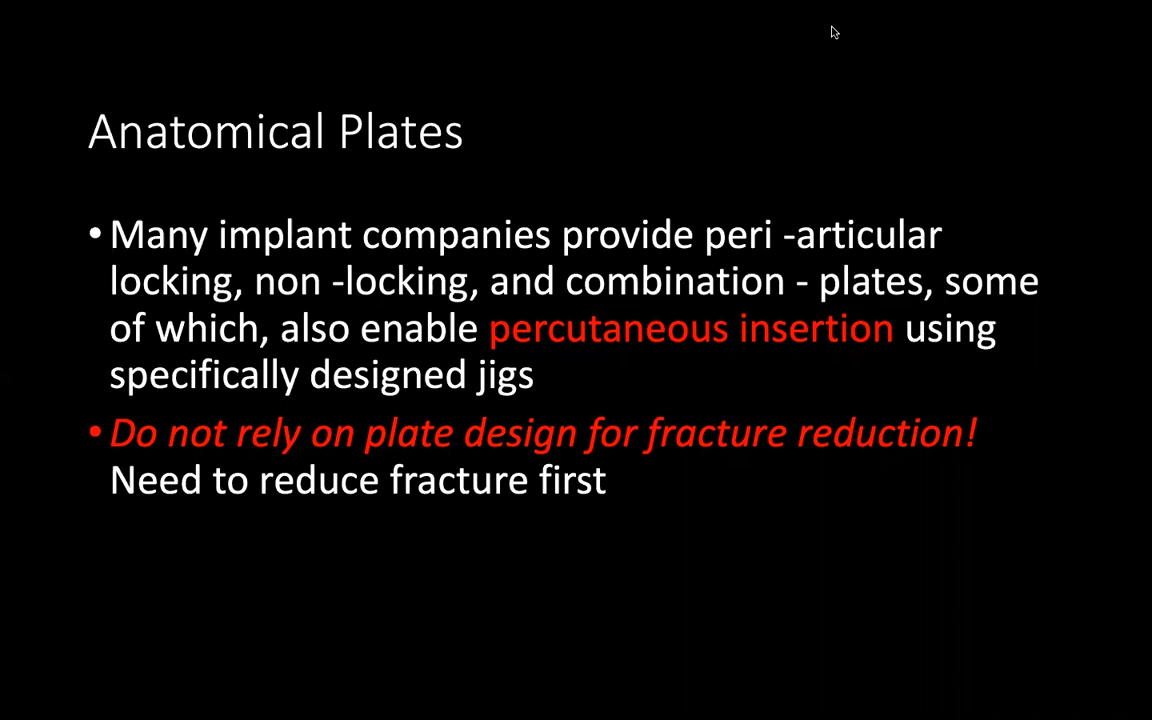 Anatomical Plates
•Many implant companies provide peri -articular
locking, non -locking, and combination - plates, some
of which, also enable percutaneous insertion using
specifically designed jigs
•Do not rely on plate design for fracture reduction!
Need to reduce fracture first